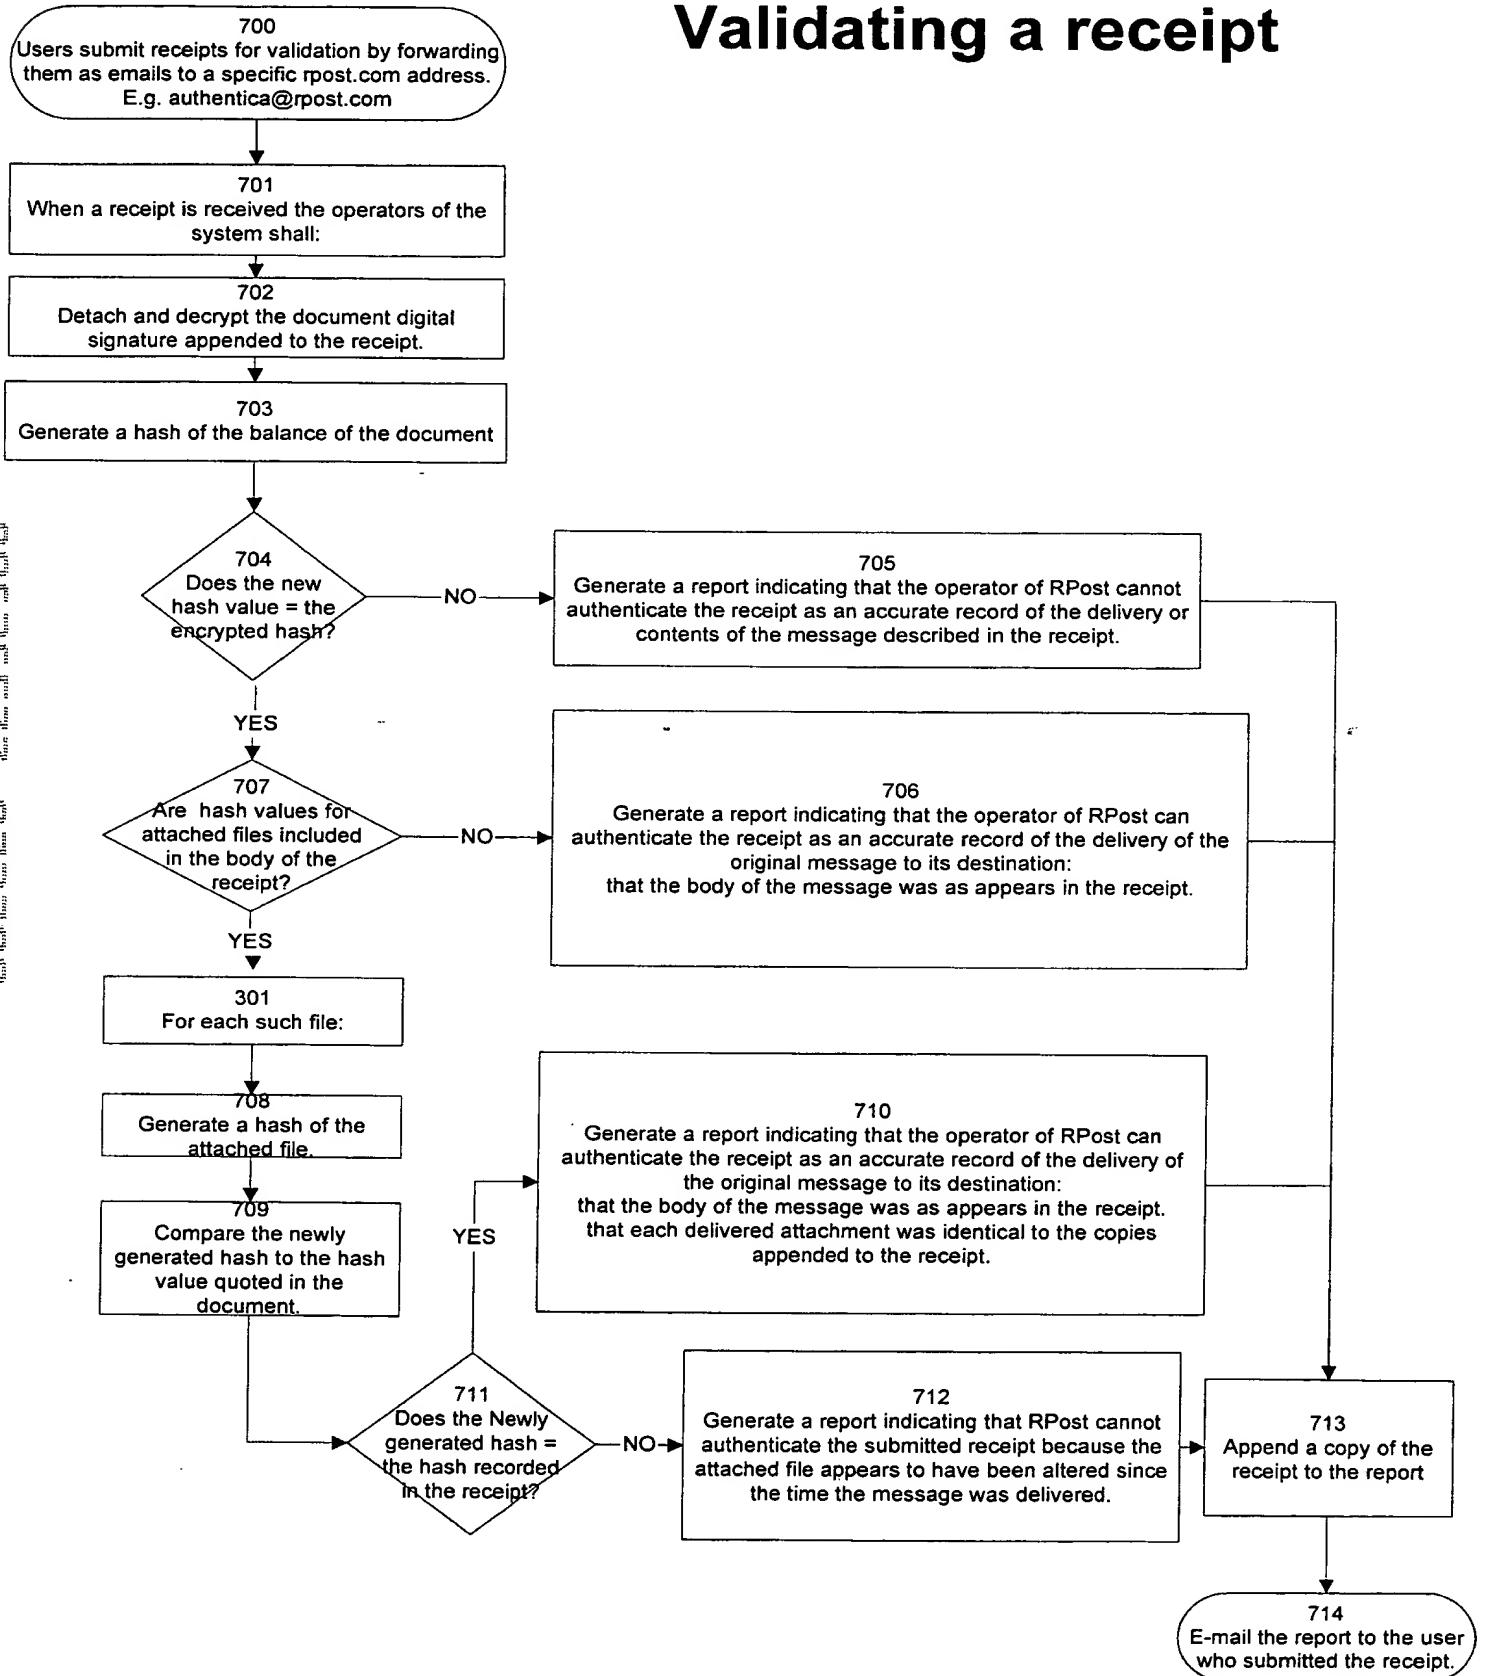 Validating a receipt
700
Users submit receipts for validation by forwarding
them as emails to a specific rpost.com address.
E.g. authentica@rpost.com
701
When a receipt is received the operators of the
system shall:
702
Detach and decrypt the document digital
signature appended to the receipt.
703
Generate a hash of the balance of the document
704
Does the new
hash value = the
encrypted hash?
NO
705
Generate a report indicating that the operator of RPost cannot
authenticate the receipt as an accurate record of the delivery or
contents of the message described in the receipt.
YES
707
Are hash values for
attached files included
in the body of the
receipt?
NO
706
Generate a report indicating that the operator of RPost can
authenticate the receipt as an accurate record of the delivery of the
original message to its destination:
that the body of the message was as appears in the receipt.
YES
301
For each such file:
708
Generate a hash of the
attached file.
709
Compare the newly
generated hash to the hash
value quoted in the
document.
YES
710
Generate a report indicating that the operator of RPost can
authenticate the receipt as an accurate record of the delivery of
the original message to its destination:
that the body of the message was as appears in the receipt.
that each delivered attachment was identical to the copies
appended to the receipt.
711
Does the Newly
generated hash =
the hash recorded
in the receipt?
NO
712
Generate a report indicating that RPost cannot
authenticate the submitted receipt because the
attached file appears to have been altered since
the time the message was delivered.
713
Append a copy of the
receipt to the report
714
E-mail the report to the user
who submitted the receipt.